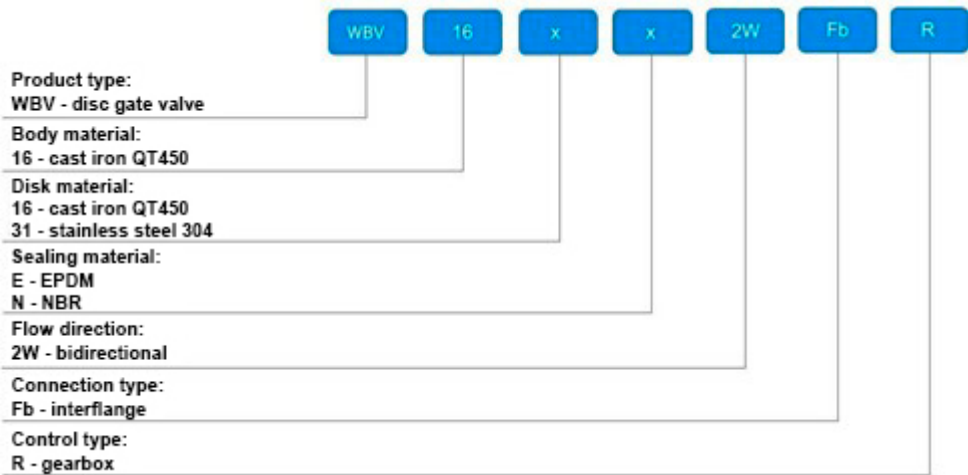 WBV 16 x x 2W Fb R
Product type:
WBV - disc gate valve
Body material:
16 - cast iron QT450
Disk material:
16 - cast iron QT450
31 - stainless steel 304
Sealing material:
E - EPDM
N - NBR
Flow direction:
2W - bidirectional
Connection type:
Fb - interflange
Control type:
R - gearbox